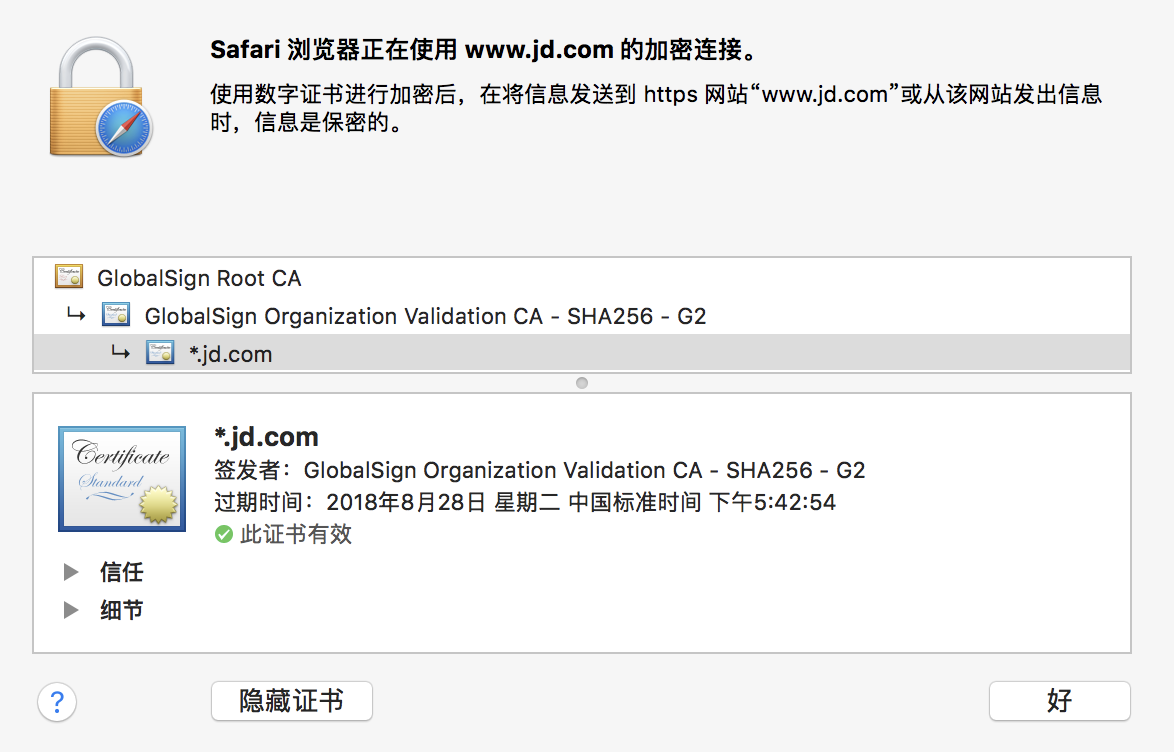 Safari 浏览器正在使用 www.jd.com 的加密连接。
使用数字证书进行加密后，在将信息发送到 https 网站“www.jd.com”或从该网站发出信息
时，信息是保密的。
GlobalSign Root CA
GlobalSign Organization Validation CA - SHA256 - G2
*.jd.com
Certificate
Standard
*.jd.com
签发者：GlobalSign Organization Validation CA - SHA256 - G2
过期时间：2018年8月28日 星期二 中国标准时间 下午5:42:54
此证书有效
信任
细节
?
隐藏证书
好